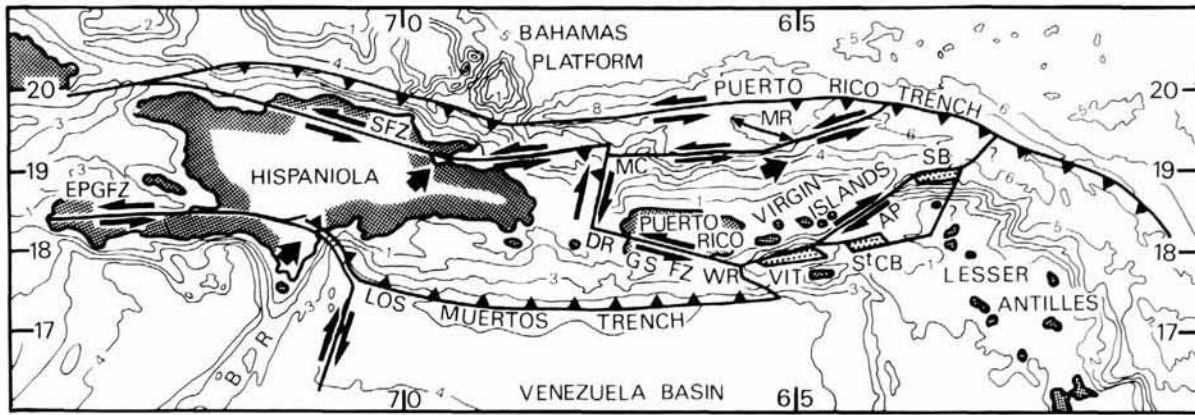 70
65
BAHAMAS
PLATFORM
20
20
PUERTO RICO TRENCH
SFZ
MR
MC
19
19
EPGFZ
HISPANIOLA
SB
VIRGIN
ISLANDS
PUERTO
RICO
AP
DR
GS FZ
WR
VIT
StCB
18
18
LESSER
ANTILLES
LOS MUERTOS TRENCH
17
17
B R
VENEZUELA BASIN
70
65